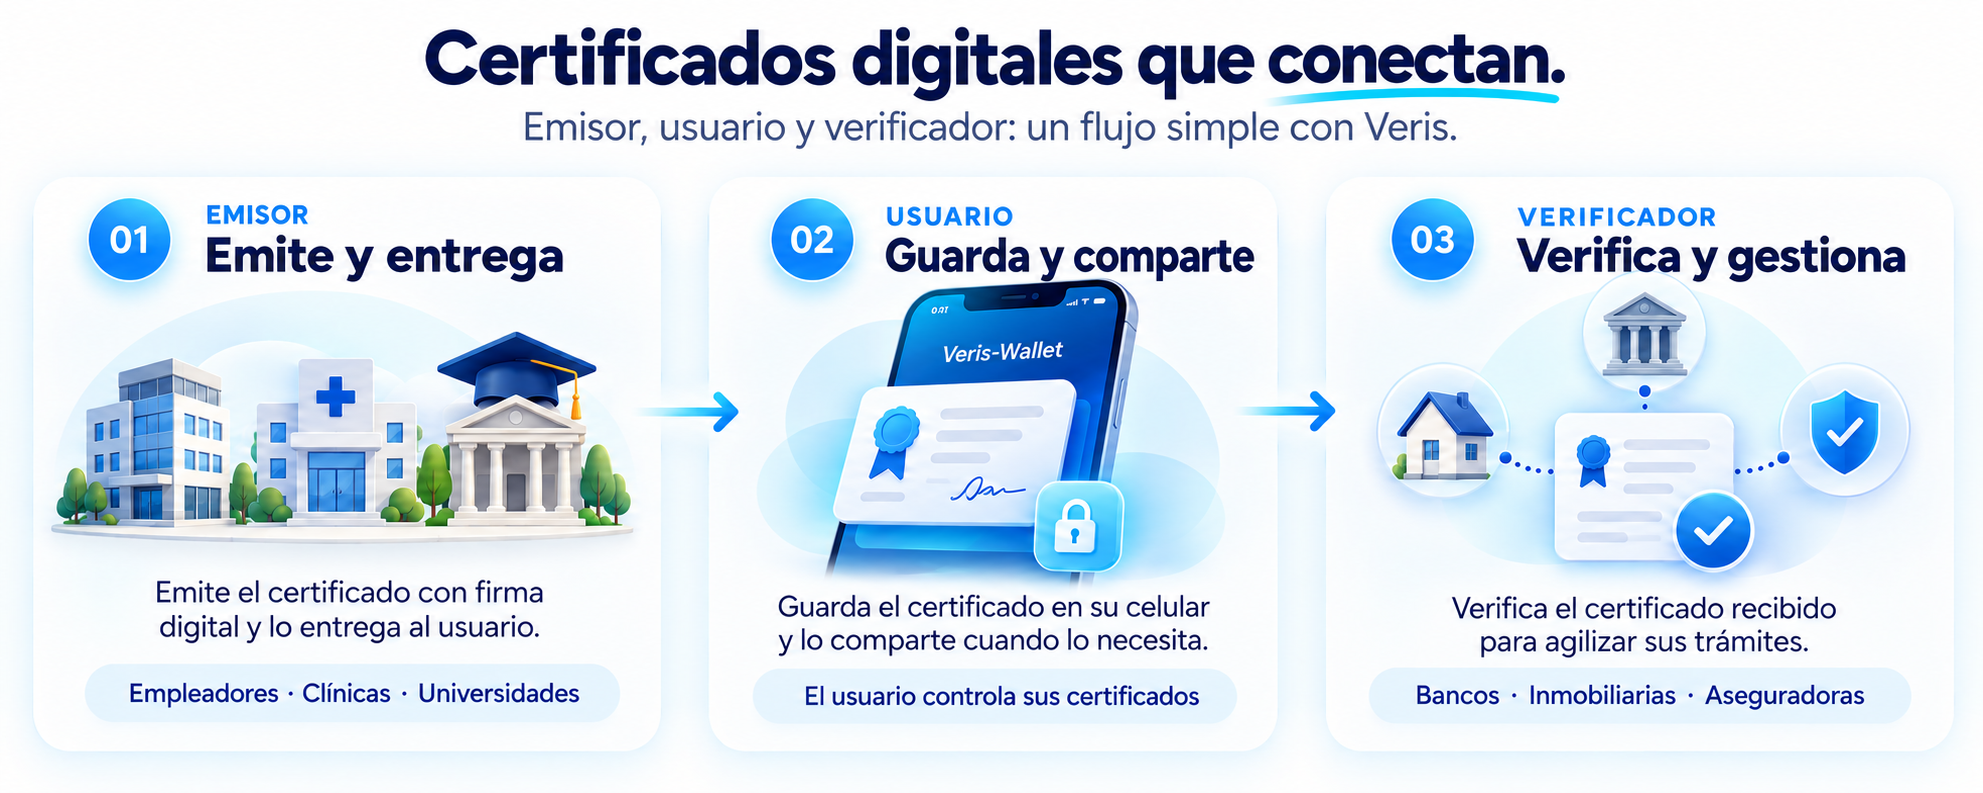 Certificados digitales que conectan.
Emisor, usuario y verificador: un flujo simple con Veris.
01
EMISOR
Emite y entrega
Emite el certificado con firma
digital y lo entrega al usuario.
Empleadores · Clínicas · Universidades
02
USUARIO
Guarda y comparte
Veris-Wallet
Guarda el certificado en su celular
y lo comparte cuando lo necesita.
El usuario controla sus certificados
03
VERIFICADOR
Verifica y gestiona
Verifica el certificado recibido
para agilizar sus trámites.
Bancos · Inmobiliarias · Aseguradoras